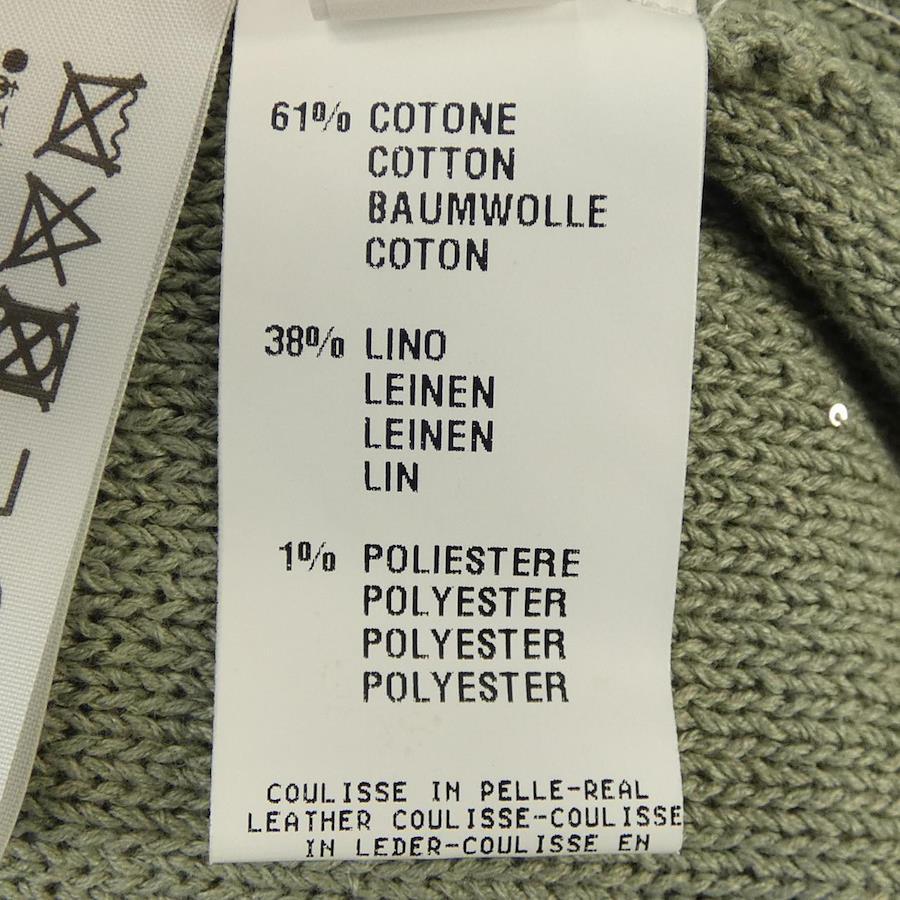 61% COTONE
COTTON
BAUMWOLLE
COTON
38% LINO
LEINEN
LEINEN
LIN
1% POLIESTERE
POLYESTER
POLYESTER
POLYESTER
COULISSE IN PELLE-REAL
LEATHER COULISSE-COULISSE
IN LEDER-COULISSE EN